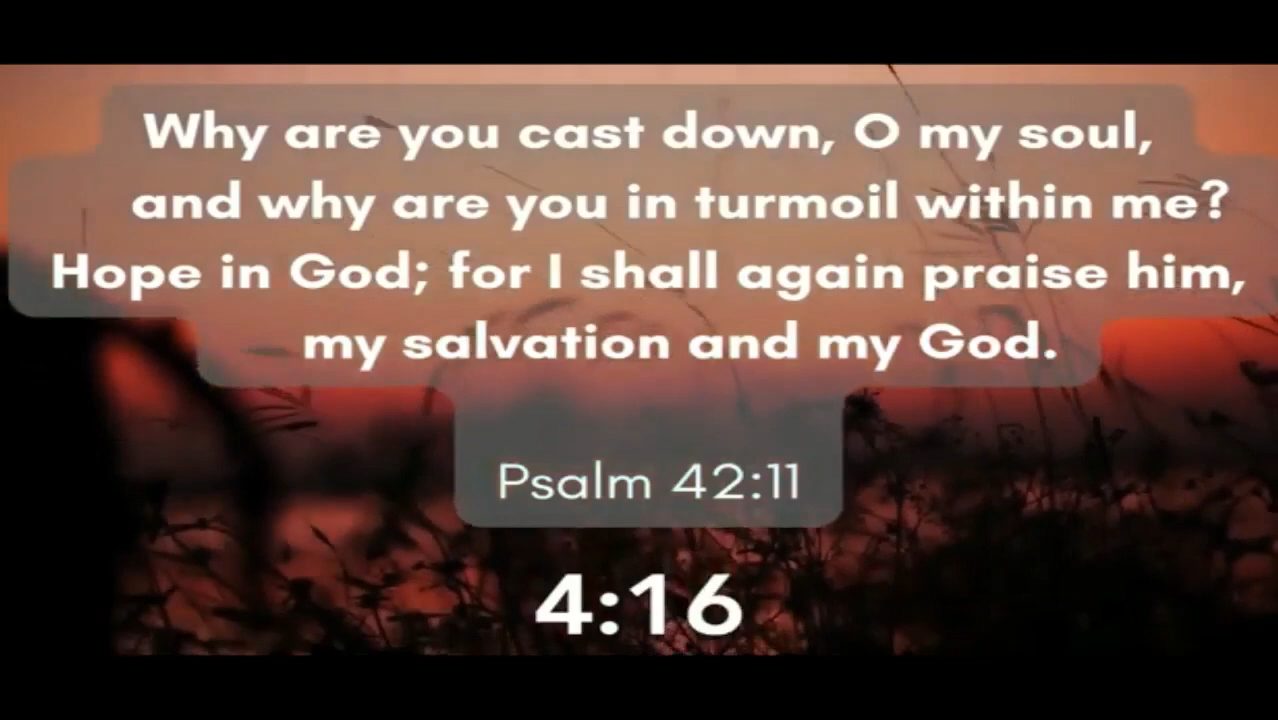 Why are you cast down, O my soul,
and why are you in turmoil within me?
Hope in God; for I shall again praise him,
my salvation and my God.
Psalm 42:11
4:16